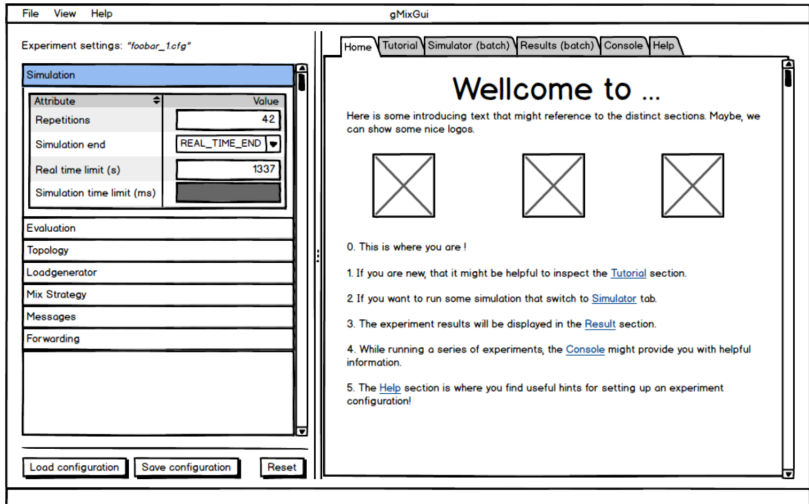 File View Help gMixGui
Experiment settings: "foobar_1.cfg"
Simulation
Attribute Value
Repetitions 42
Simulation end REAL_TIME_END
Real time limit (s) 1337
Simulation time limit (ms)
Evaluation
Topology
Loadgenerator
Mix Strategy
Messages
Forwarding
Load configuration Save configuration Reset
Home Tutorial Simulator (batch) Results (batch) Console Help
Wellcome to ...
Here is some introducing text that might reference to the distinct sections. Maybe, we
can show some nice logos.
0. This is where you are !
1. If you are new, that it might be helpful to inspect the Tutorial section.
2 If you want to run some simulation that switch to Simulator tab.
3. The experiment results will be displayed in the Result section.
4. While running a series of experiments, the Console might provide you with helpful
information.
5. The Help section is where you find useful hints for setting up an experiment
configuration!